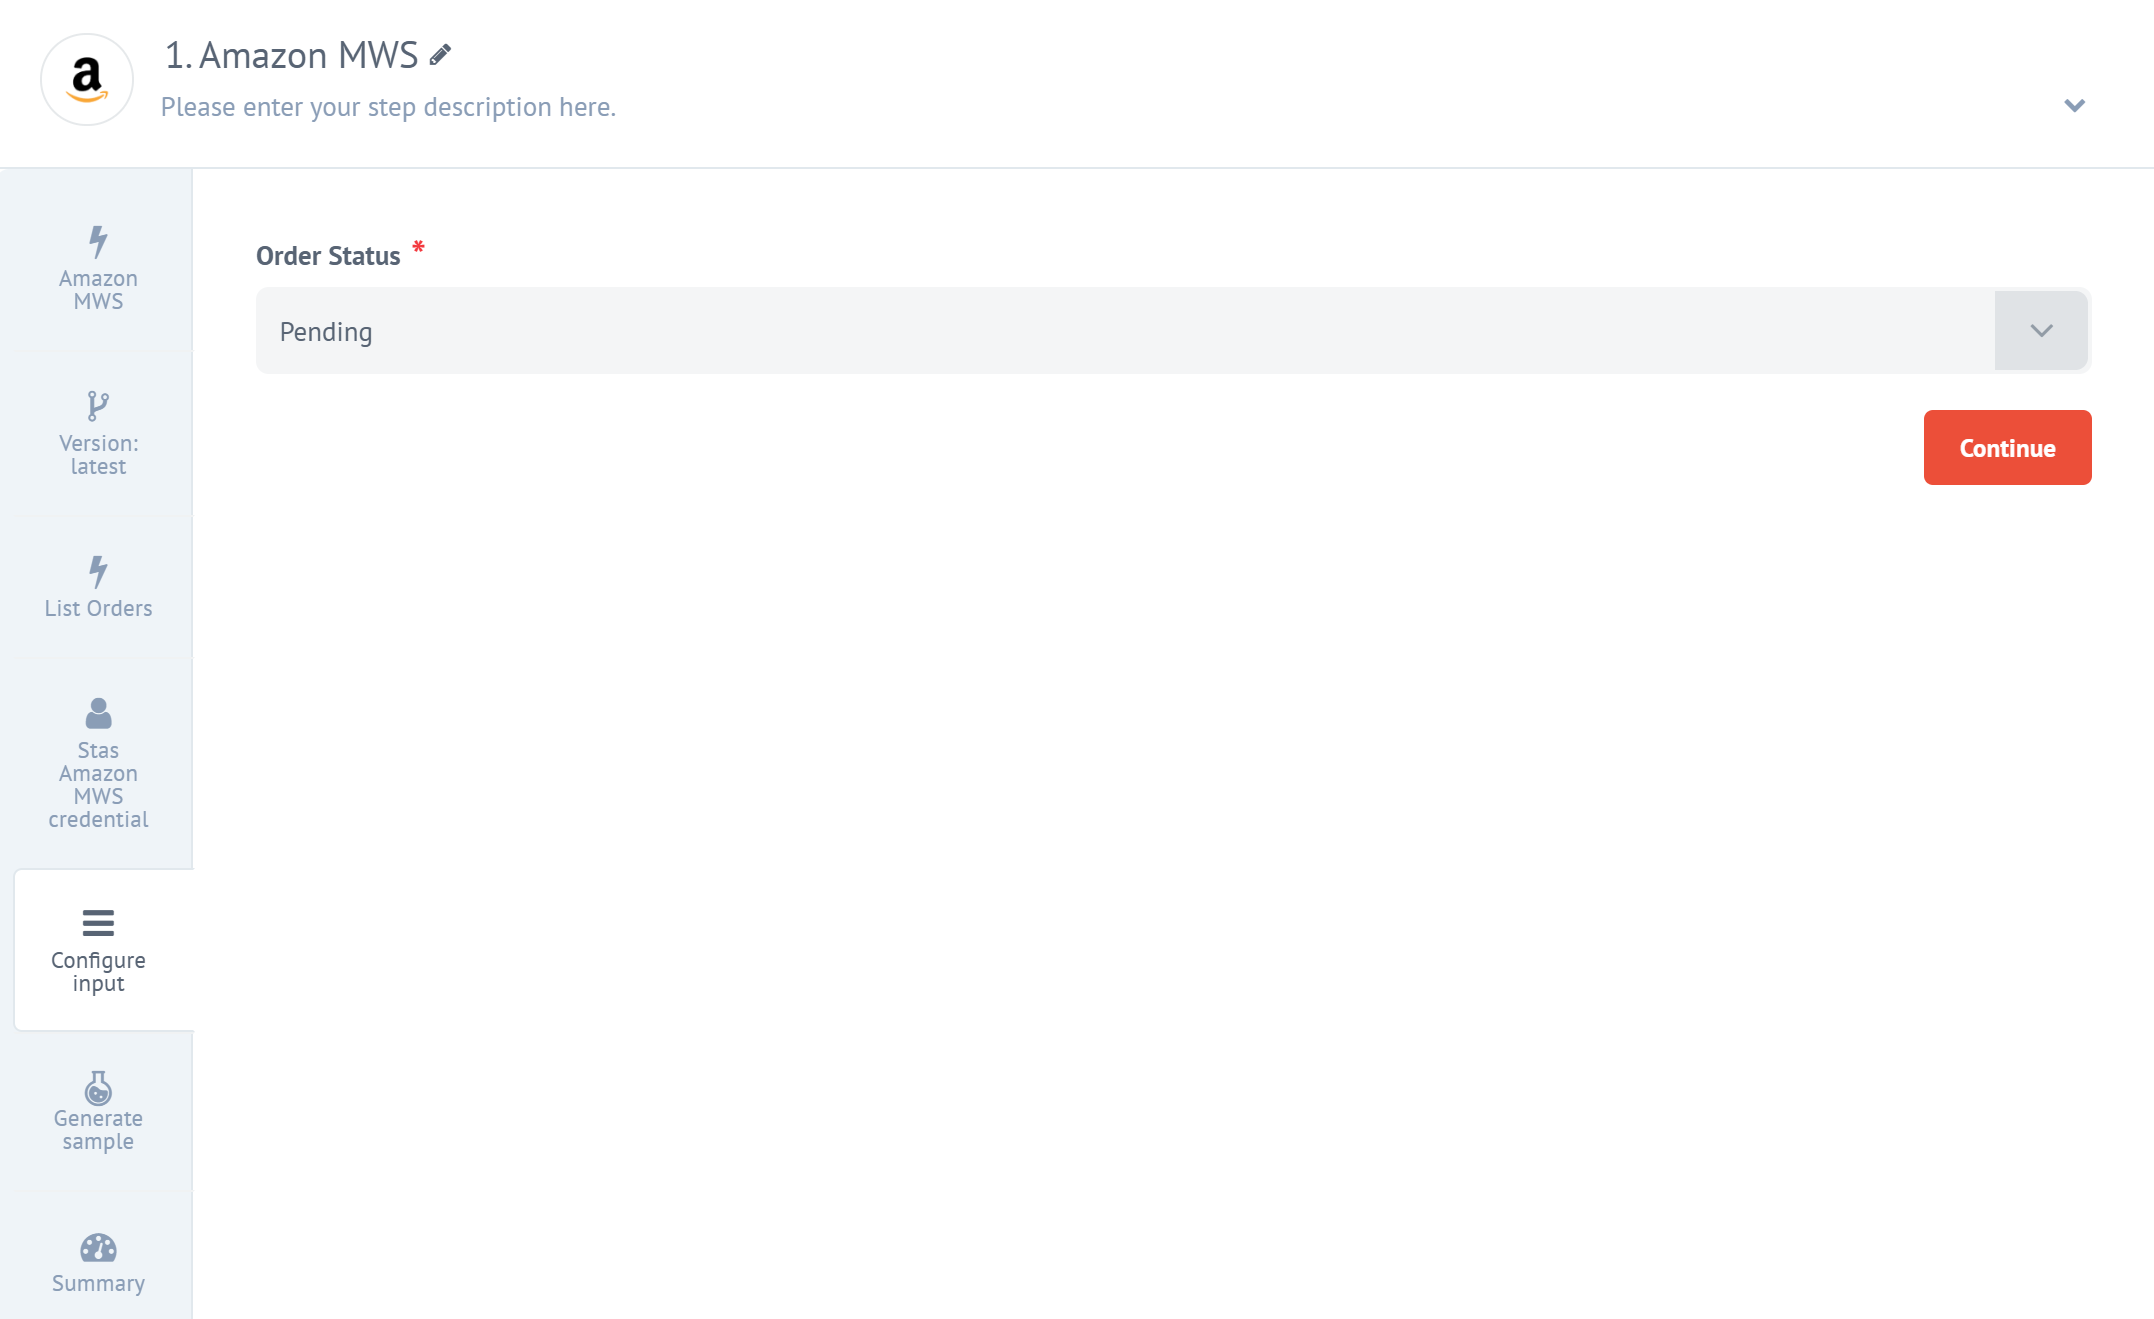 a
1. Amazon MWS
Please enter your step description here.
Amazon
MWS
Version:
latest
List Orders
Stas
Amazon
MWS
credential
Configure
input
Generate
sample
Summary
Order Status *
Pending
Continue